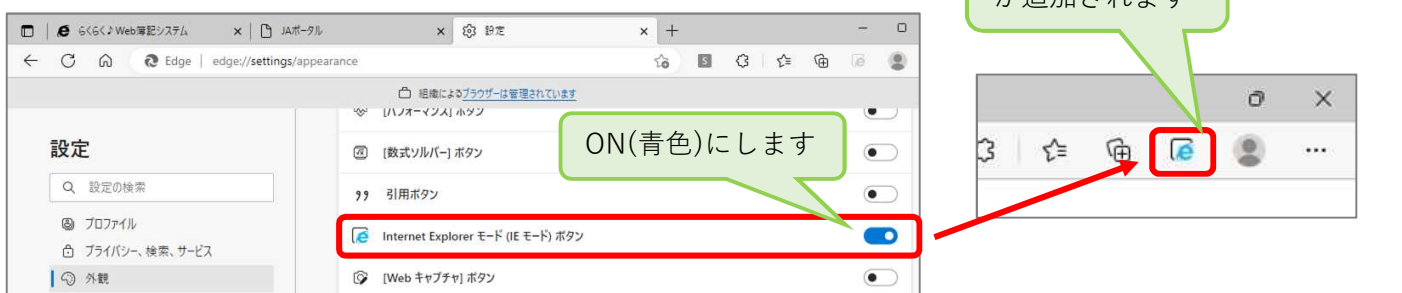 が追加されます
らくらく♪Web簿記システム
JAポータル
設定
Edge
edge://settings/appearance
組織によるブラウザーは管理されています
[パフォーマンス] ボタン
設定
ON(青色)にします
[数式ソルバー] ボタン
設定の検索
引用ボタン
プロファイル
Internet Explorer モード (IE モード) ボタン
プライバシー、検索、サービス
外観
[Web キャプチャ] ボタン